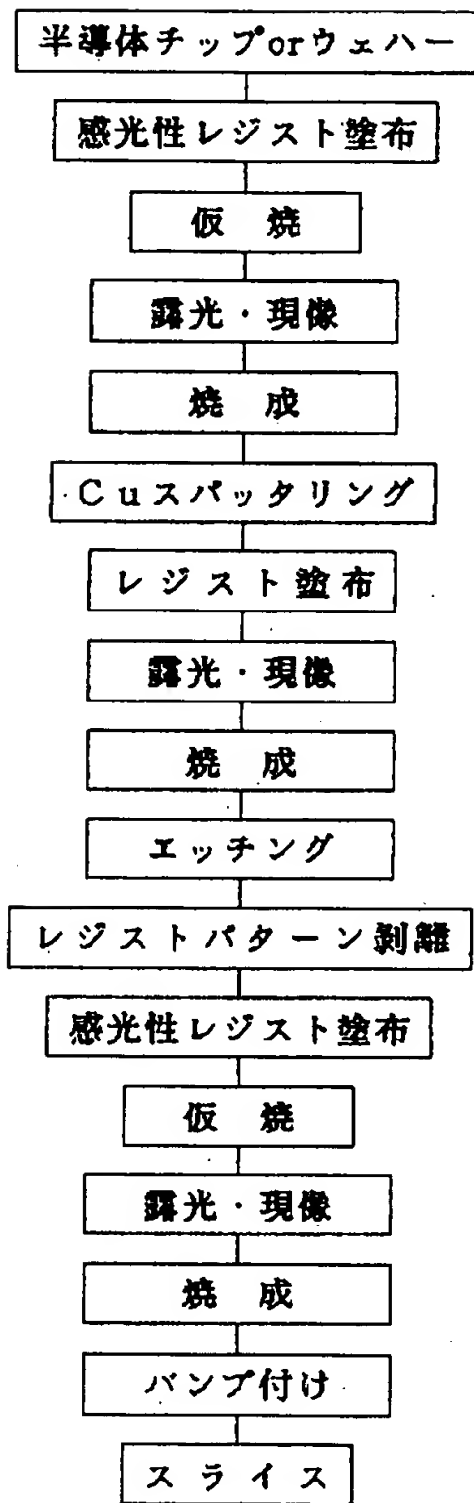 半導体チップorウェハー
感光性レジスト塗布
仮 焼
露光・現像
焼 成
Cuスパッタリング
レジスト塗布
露光・現像
焼 成
エッチング
レジストパターン剝離
感光性レジスト塗布
仮 焼
露光・現像
焼 成
バンプ付け
スライス